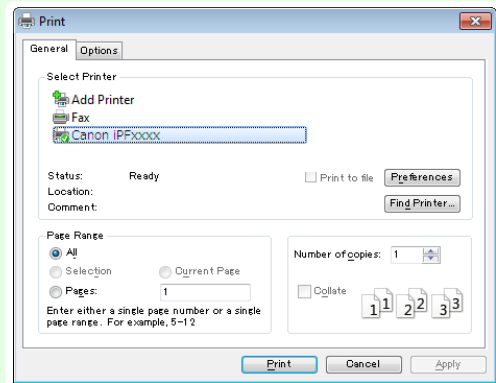 Print
General Options
Select Printer
Add Printer
Fax
Canon iPFxxxx
Status: Ready
Print to file Preferences
Location:
Comment:
Find Printer...
Page Range
All
Selection Current Page
Pages: 1
Enter either a single page number or a single
page range. For example, 5-12
Number of copies: 1
Collate
1 1 2 2 3 3
Print Cancel Apply